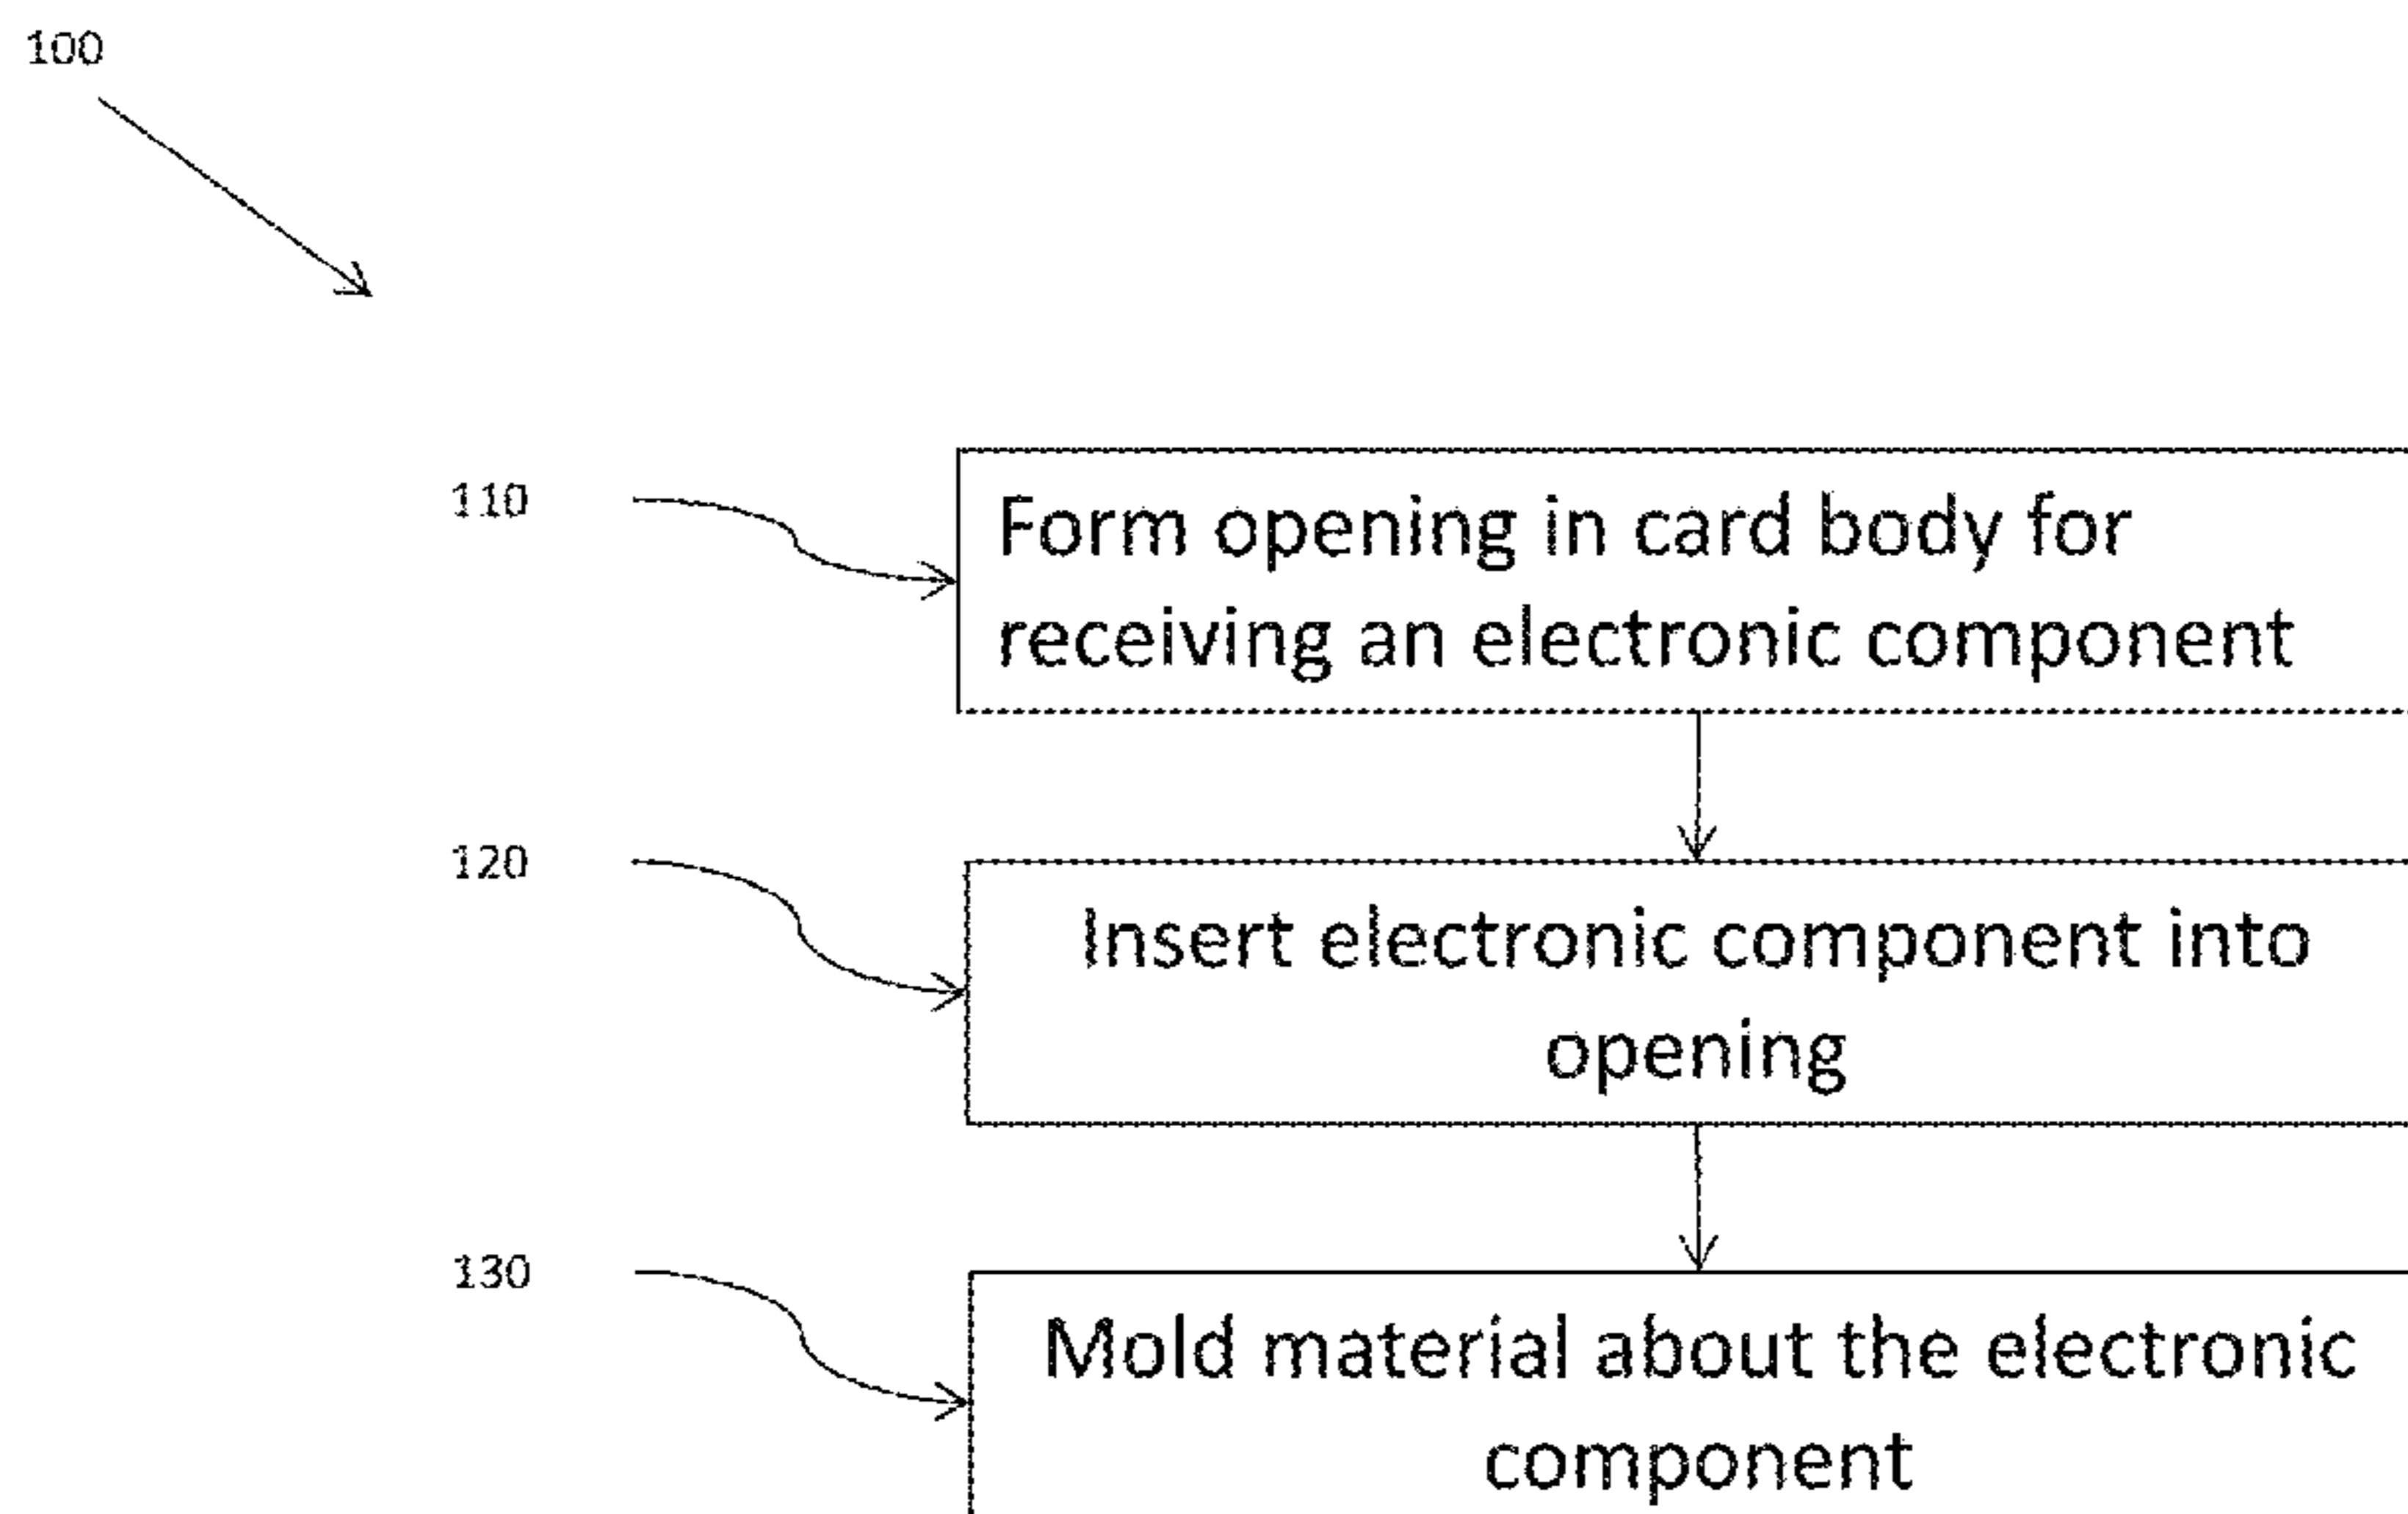 100
110
Form opening in card body for
receiving an electronic component
120
Insert electronic component into
opening
130
Mold material about the electronic
component